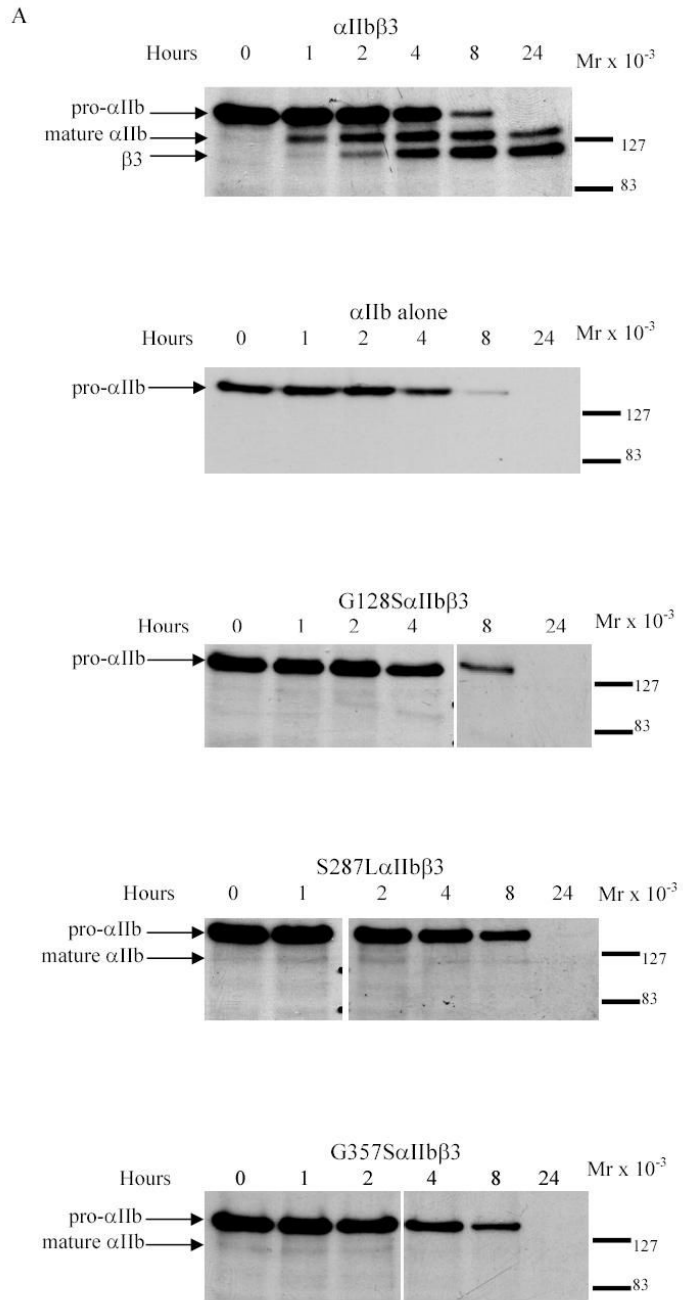 A
αIIbβ3
Hours 0 1 2 4 8 24 Mr x 10⁻³
pro-αIIb
mature αIIb
β3
127
83
αIIb alone
Hours 0 1 2 4 8 24 Mr x 10⁻³
pro-αIIb
127
83
G128SαIIbβ3
Hours 0 1 2 4 8 24 Mr x 10⁻³
pro-αIIb
127
83
S287LαIIbβ3
Hours 0 1 2 4 8 24 Mr x 10⁻³
pro-αIIb
mature αIIb
127
83
G357SαIIbβ3
Hours 0 1 2 4 8 24 Mr x 10⁻³
pro-αIIb
mature αIIb
127
83